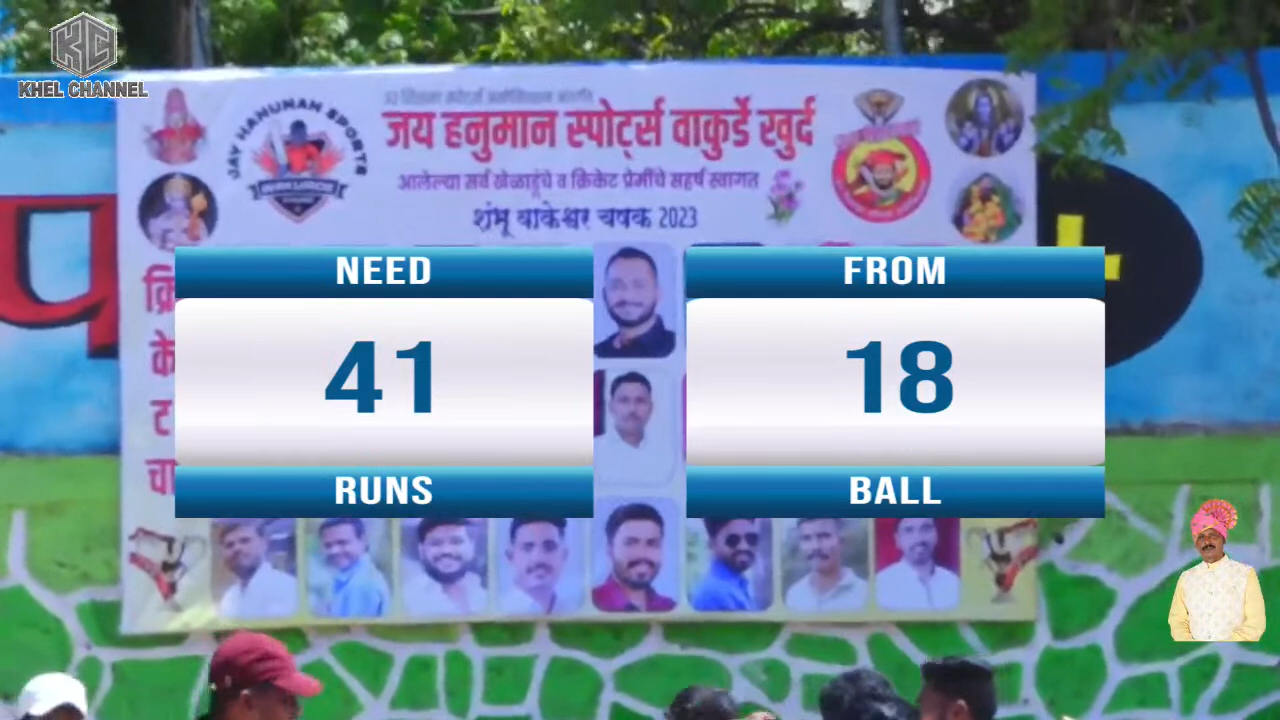 KHEL CHANNEL
JAY HANUMAN SPORTS
जय हनुमान स्पोर्ट्स वाकुर्डे खुर्द
आलेल्या सर्व खेळाडूंचे व क्रिकेट प्रेमींचे सहर्ष स्वागत
शंभू वाकेश्वर चषक 2023
क्रि
के
ट
चा
NEED
41
RUNS
FROM
18
BALL